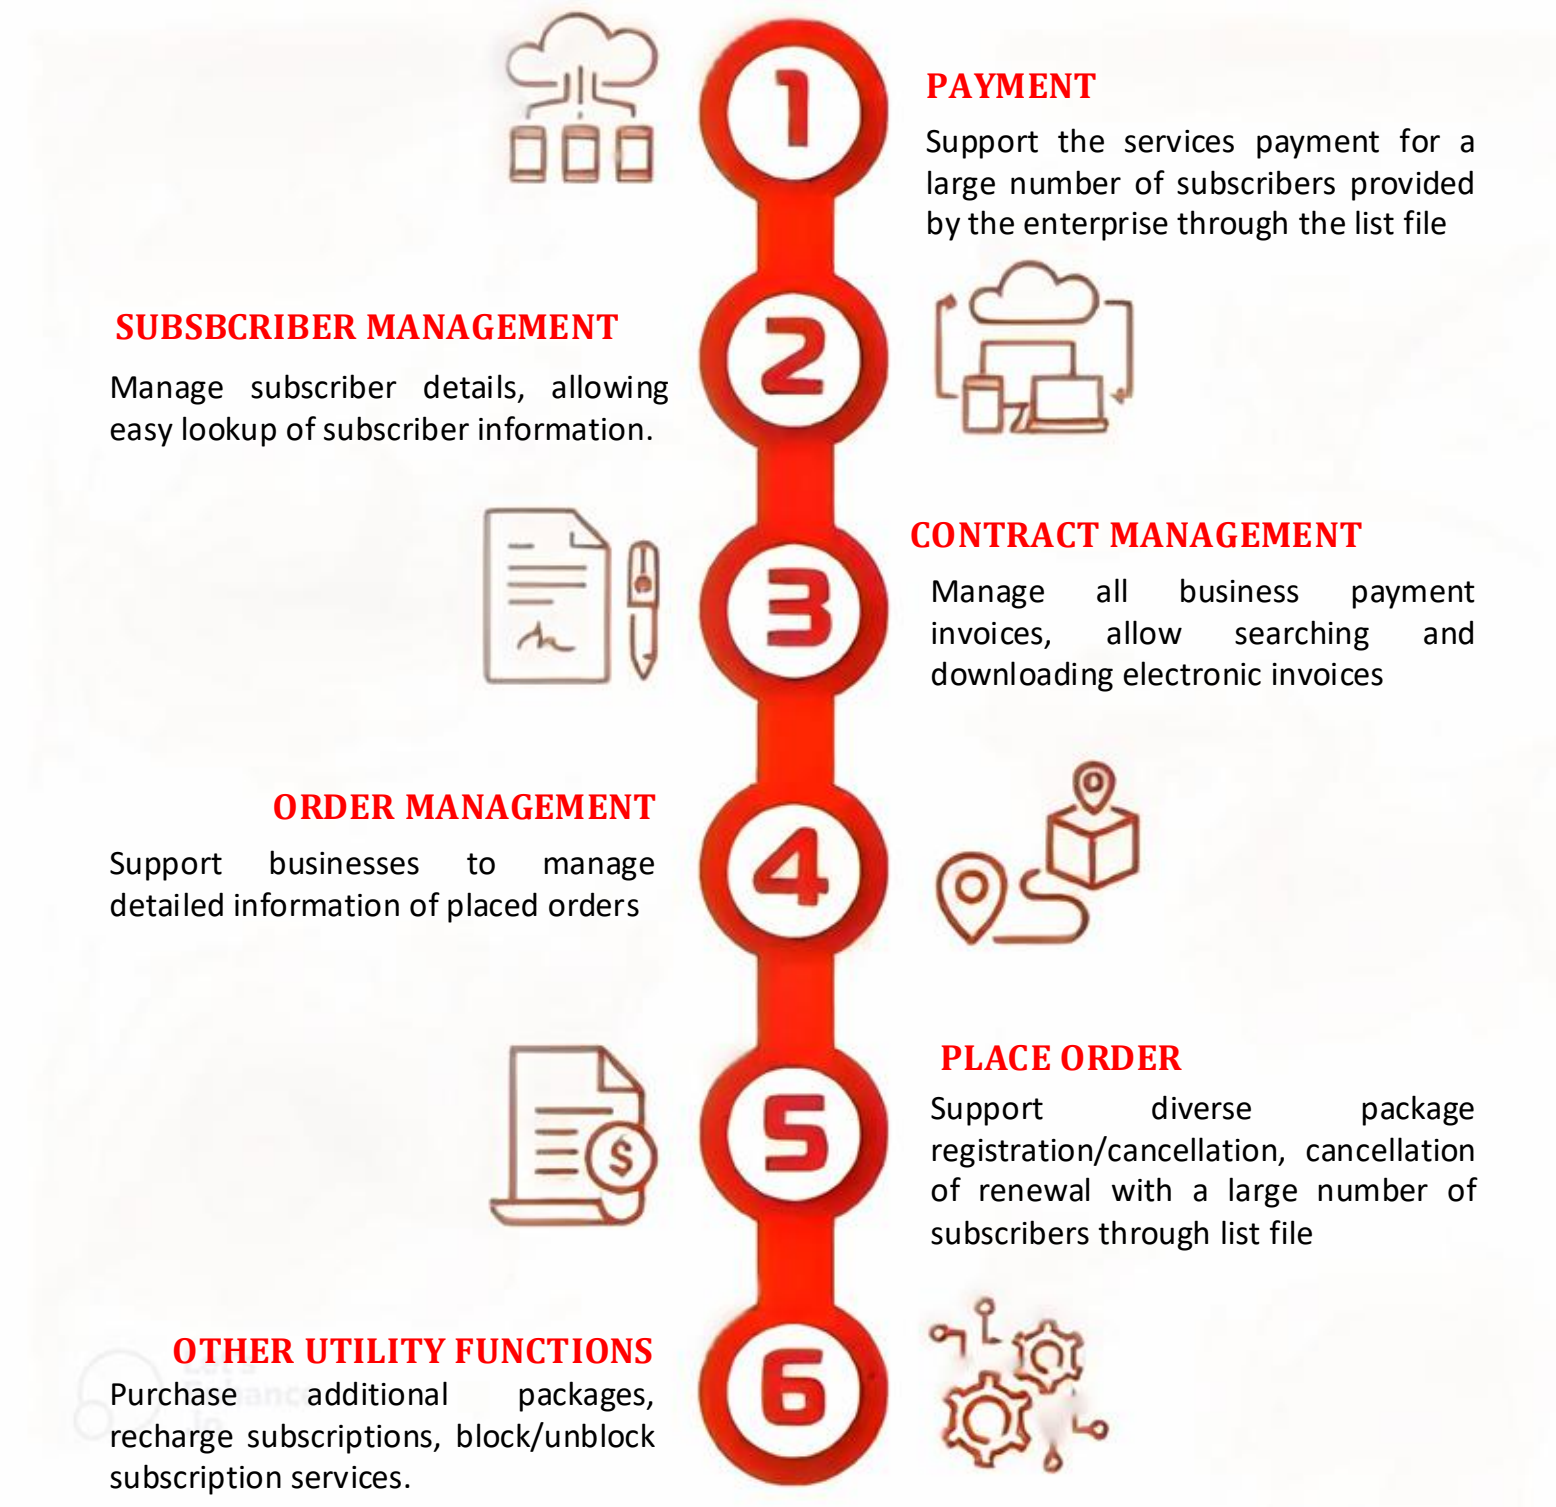 1
PAYMENT
Support the services payment for a
large number of subscribers provided
by the enterprise through the list file
2
SUBSBCRIBER MANAGEMENT
Manage subscriber details, allowing
easy lookup of subscriber information.
3
CONTRACT MANAGEMENT
Manage all business payment
invoices, allow searching and
downloading electronic invoices
4
ORDER MANAGEMENT
Support businesses to manage
detailed information of placed orders
5
PLACE ORDER
Support diverse package
registration/cancellation, cancellation
of renewal with a large number of
subscribers through list file
$
6
OTHER UTILITY FUNCTIONS
Purchase additional packages,
recharge subscriptions, block/unblock
subscription services.